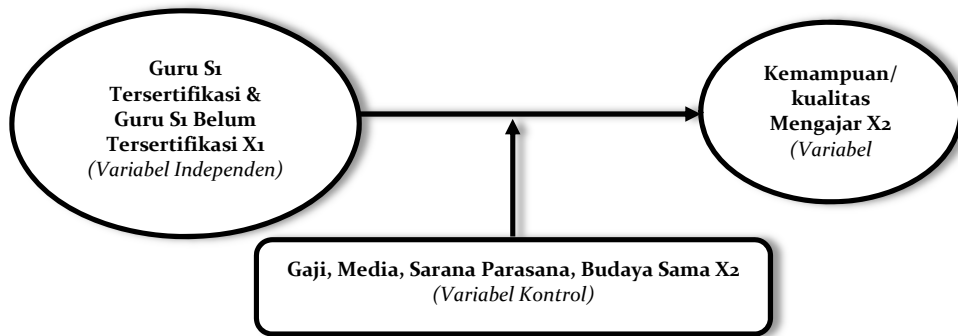 Guru S1
Tersertifikasi &
Guru S1 Belum
Tersertifikasi X1
(Variabel Independen)
Kemampuan/
kualitas
Mengajar X2
(Variabel
Gaji, Media, Sarana Parasana, Budaya Sama X2
(Variabel Kontrol)